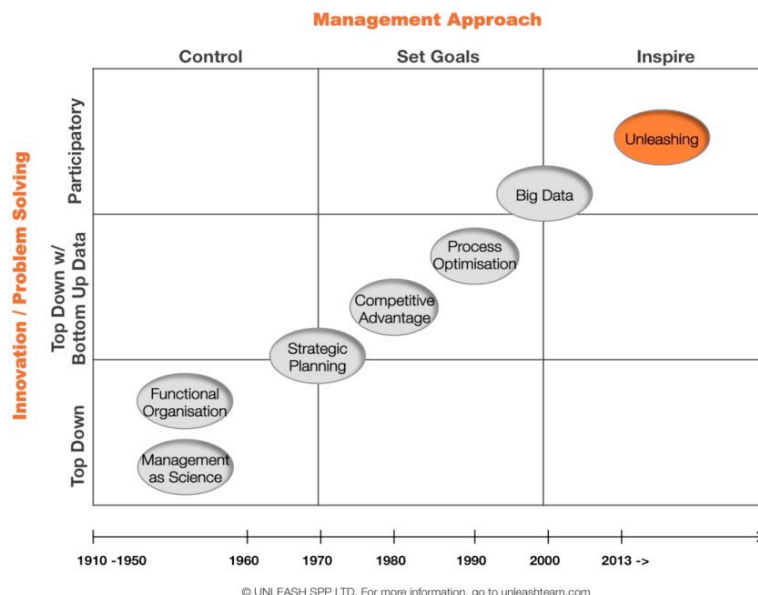 Management Approach
Control
Set Goals
Inspire
Innovation / Problem Solving
Participatory
Top Down w/
Bottom Up Data
Top Down
Unleashing
Big Data
Process
Optimisation
Competitive
Advantage
Strategic
Planning
Functional
Organisation
Management
as Science
1910 -1950
1960
1970
1980
1990
2000
2013 ->
© UNLEASH SPP LTD. For more information, go to unleashteam.com